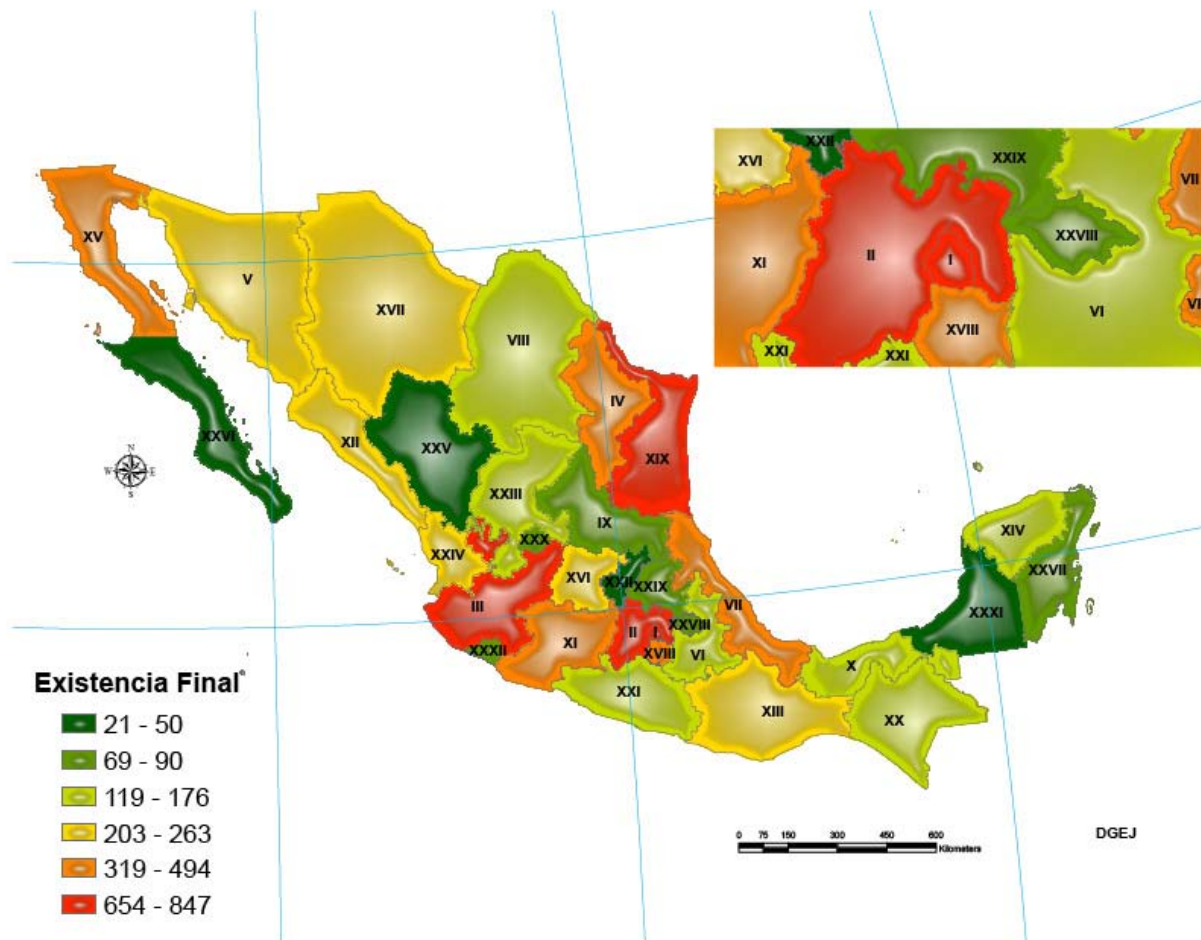 XXII
XXIX
XVI
VII
XXVIII
XI
II
I
VI
XVIII
VII
XXI
XXI
XV
V
XVII
VIII
IV
XII
XXV
XIX
XXVI
N
W
E
S
XXIII
IX
XIV
XXX
XXIV
XVI
XXII
XXIX
XXVII
III
VII
XXXI
II
I
XXVIII
XI
XVIII
VI
XXXII
X
XXI
XIII
XX
Existencia Final*
21 - 50
69 - 90
119 - 176
203 - 263
319 - 494
654 - 847
0 75 150 300 450 600
Kilometers
DGEJ